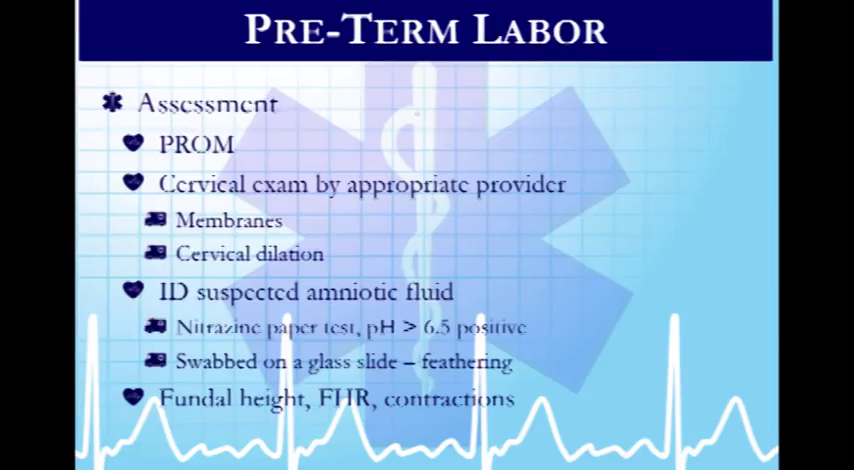 PRE-TERM LABOR
Assessment
PROM
Cervical exam by appropriate provider
Membranes
Cervical dilation
ID suspected amniotic fluid
Nitrazine paper test, pH > 6.5 positive
Swabbed on a glass slide – feathering
Fundal height, FHR, contractions